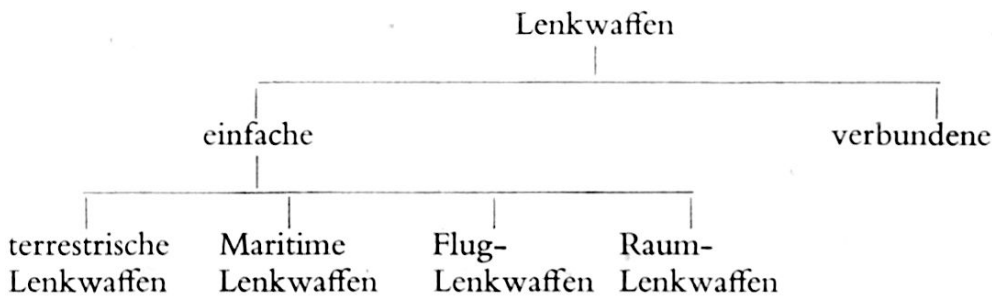 Lenkwaffen
einfache verbundene
terrestrische Maritime Flug- Raum-
Lenkwaffen Lenkwaffen Lenkwaffen Lenkwaffen